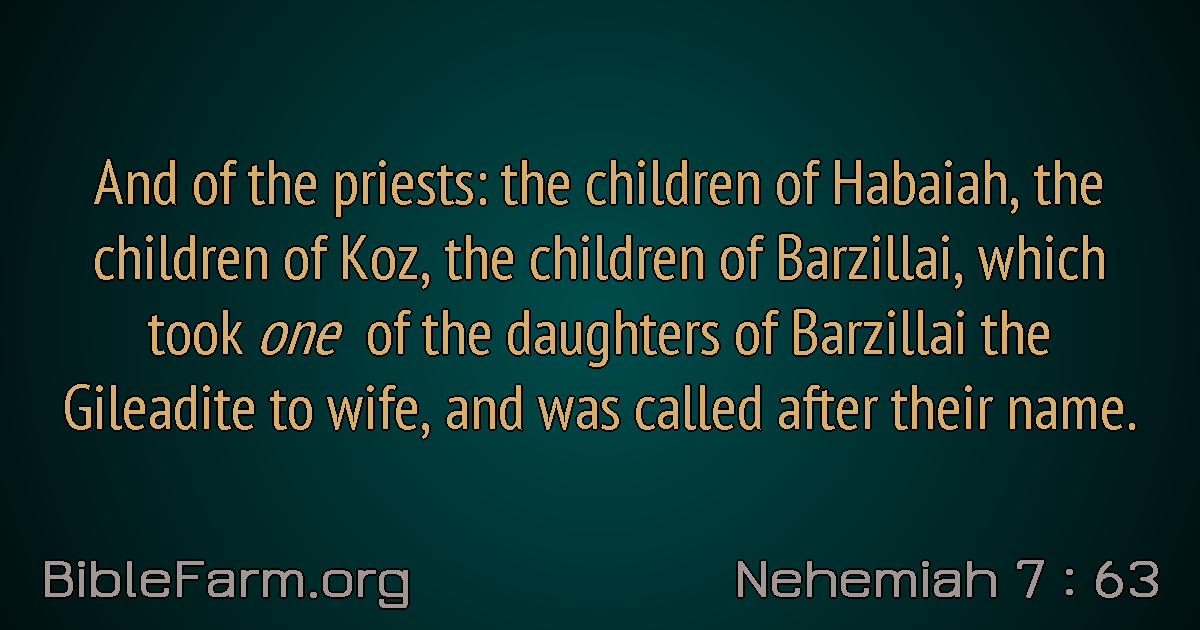 And of the priests: the children of Habaiah, the
children of Koz, the children of Barzillai, which
took one of the daughters of Barzillai the
Gileadite to wife, and was called after their name.
BibleFarm.org
Nehemiah 7 : 63